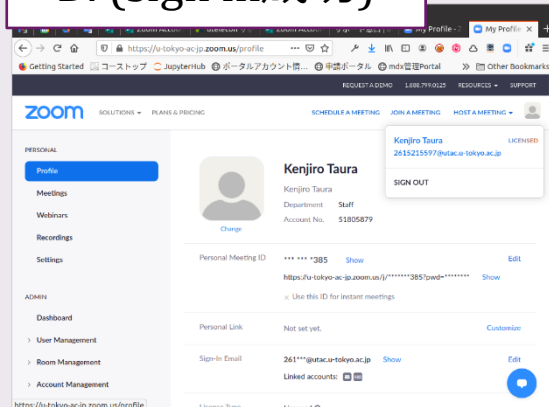 zoom Accou
My Profile - Z
My Profile
https://u-tokyo-ac-jp.zoom.us/profile
Getting Started コーストップ JupyterHub ポータルアカウント情... 申請ポータル mdx管理Portal Other Bookmarks
REQUEST A DEMO 1.888.799.0125 RESOURCES SUPPORT
zoom SOLUTIONS PLANS & PRICING SCHEDULE A MEETING JOIN A MEETING HOST A MEETING
Kenjiro Taura LICENSED
2615215597@utac.u-tokyo.ac.jp
SIGN OUT
PERSONAL
Profile
Meetings
Webinars
Recordings
Settings
ADMIN
Dashboard
User Management
Room Management
Account Management
Change
Kenjiro Taura
Kenjiro Taura
Department Staff
Account No. 51805879
Personal Meeting ID *** *** *385 Show Edit
https://u-tokyo-ac-jp.zoom.us/j/*******385?pwd=******** Show
× Use this ID for instant meetings
Personal Link Not set yet. Customize
Sign-In Email 261***@utac.u-tokyo.ac.jp Show Edit
Linked accounts:
https://u-tokyo-ac-jp.zoom.us/profile